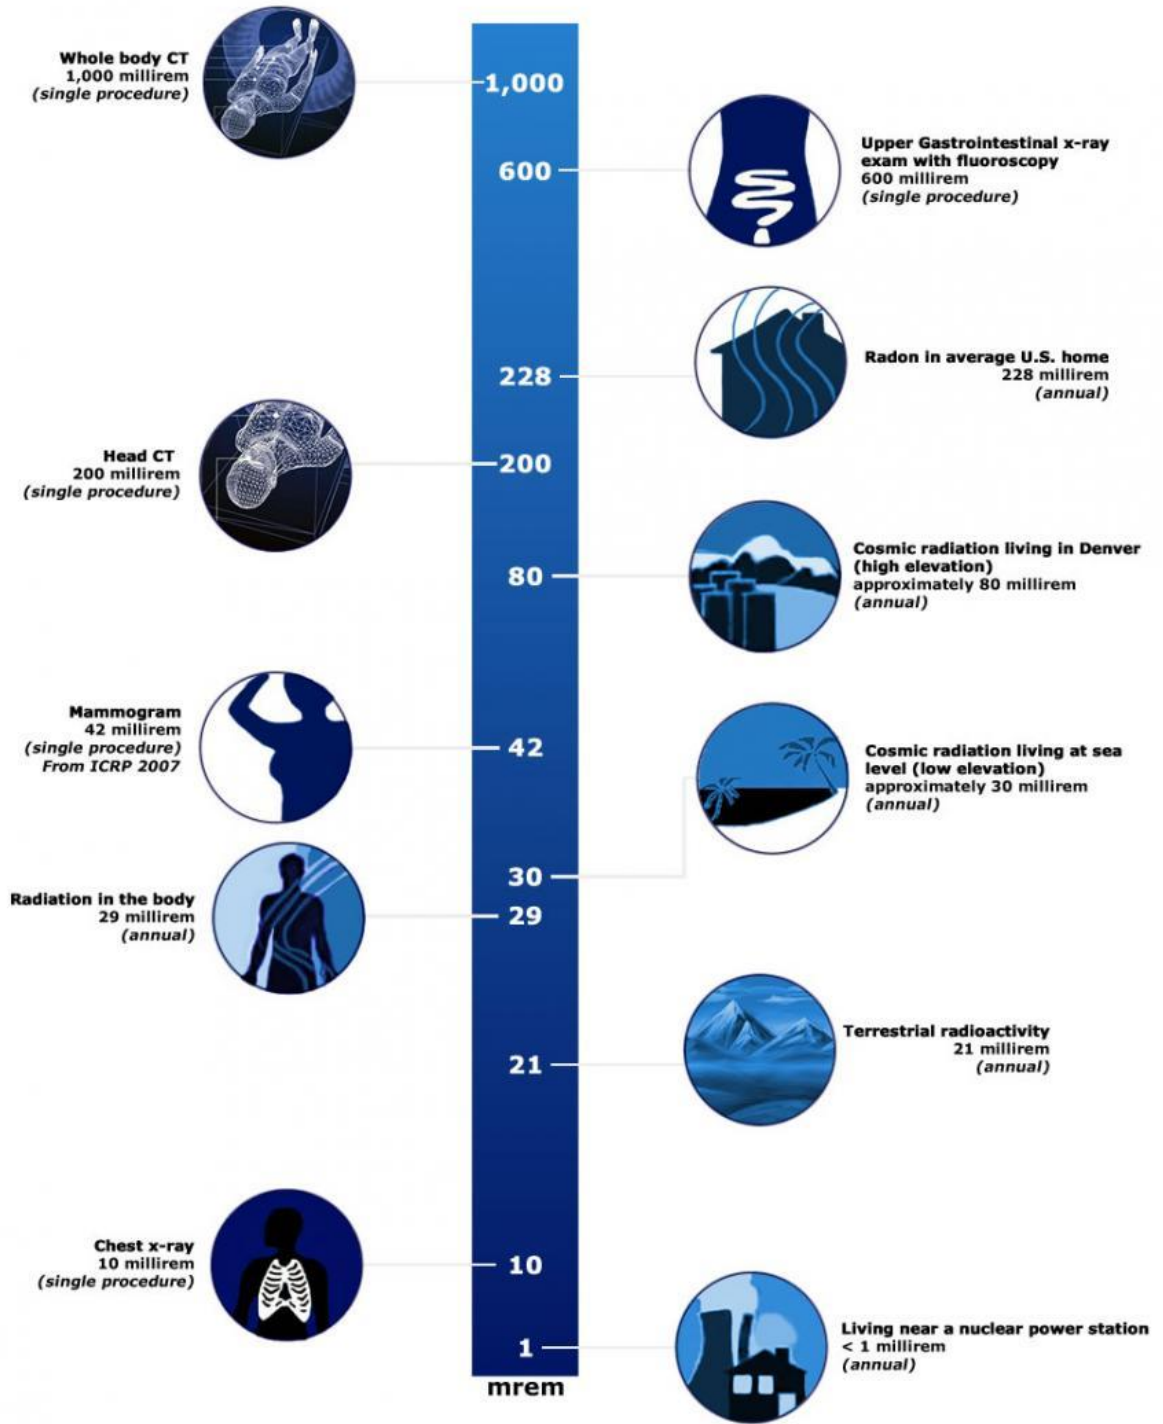 Whole body CT
1,000 millirem
(single procedure)
1,000
Upper Gastrointestinal x-ray
exam with fluoroscopy
600 millirem
(single procedure)
600
Radon in average U.S. home
228 millirem
(annual)
228
Head CT
200 millirem
(single procedure)
200
Cosmic radiation living in Denver
(high elevation)
approximately 80 millirem
(annual)
80
Mammogram
42 millirem
(single procedure)
From ICRP 2007
42
Cosmic radiation living at sea
level (low elevation)
approximately 30 millirem
(annual)
30
Radiation in the body
29 millirem
(annual)
29
Terrestrial radioactivity
21 millirem
(annual)
21
Chest x-ray
10 millirem
(single procedure)
10
Living near a nuclear power station
< 1 millirem
(annual)
1
mrem